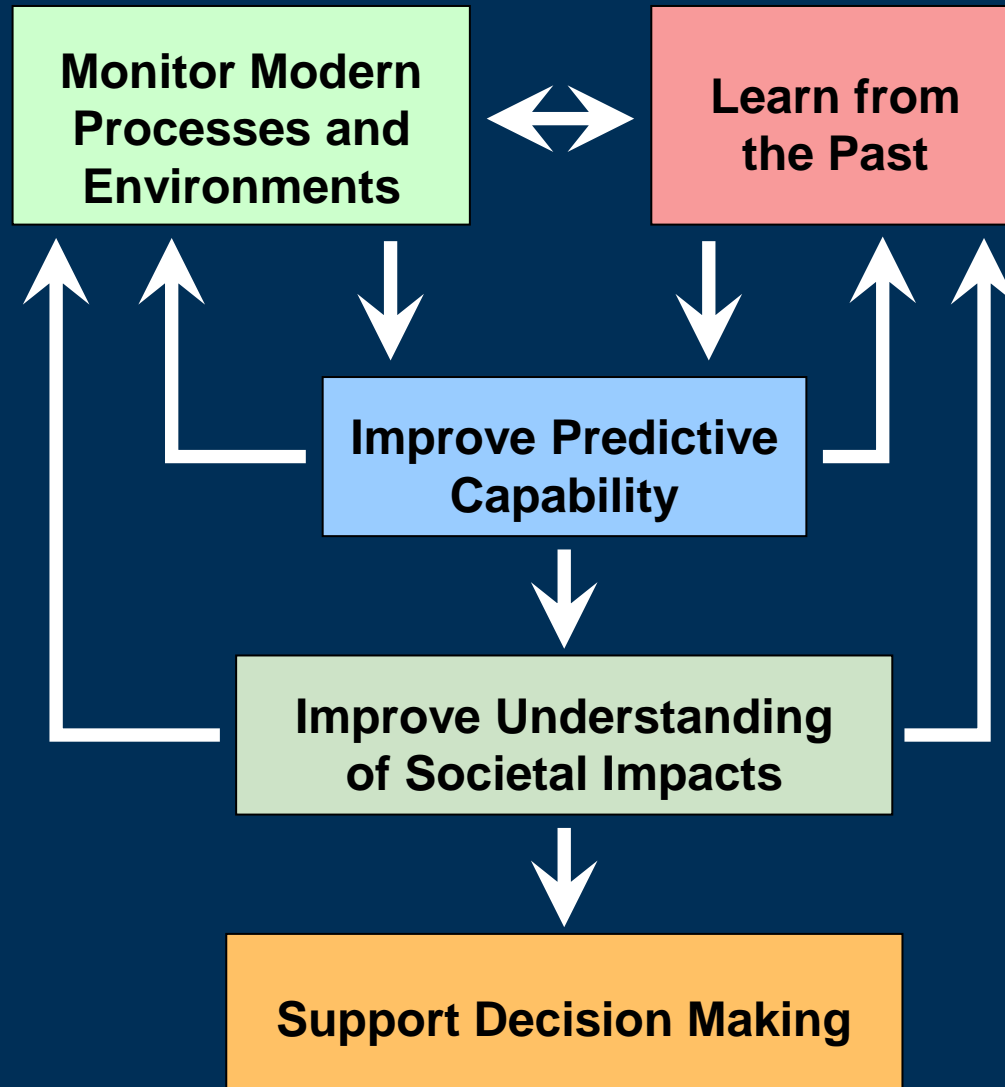 Monitor Modern
Processes and
Environments
Learn from
the Past
Improve Predictive
Capability
Improve Understanding
of Societal Impacts
Support Decision Making